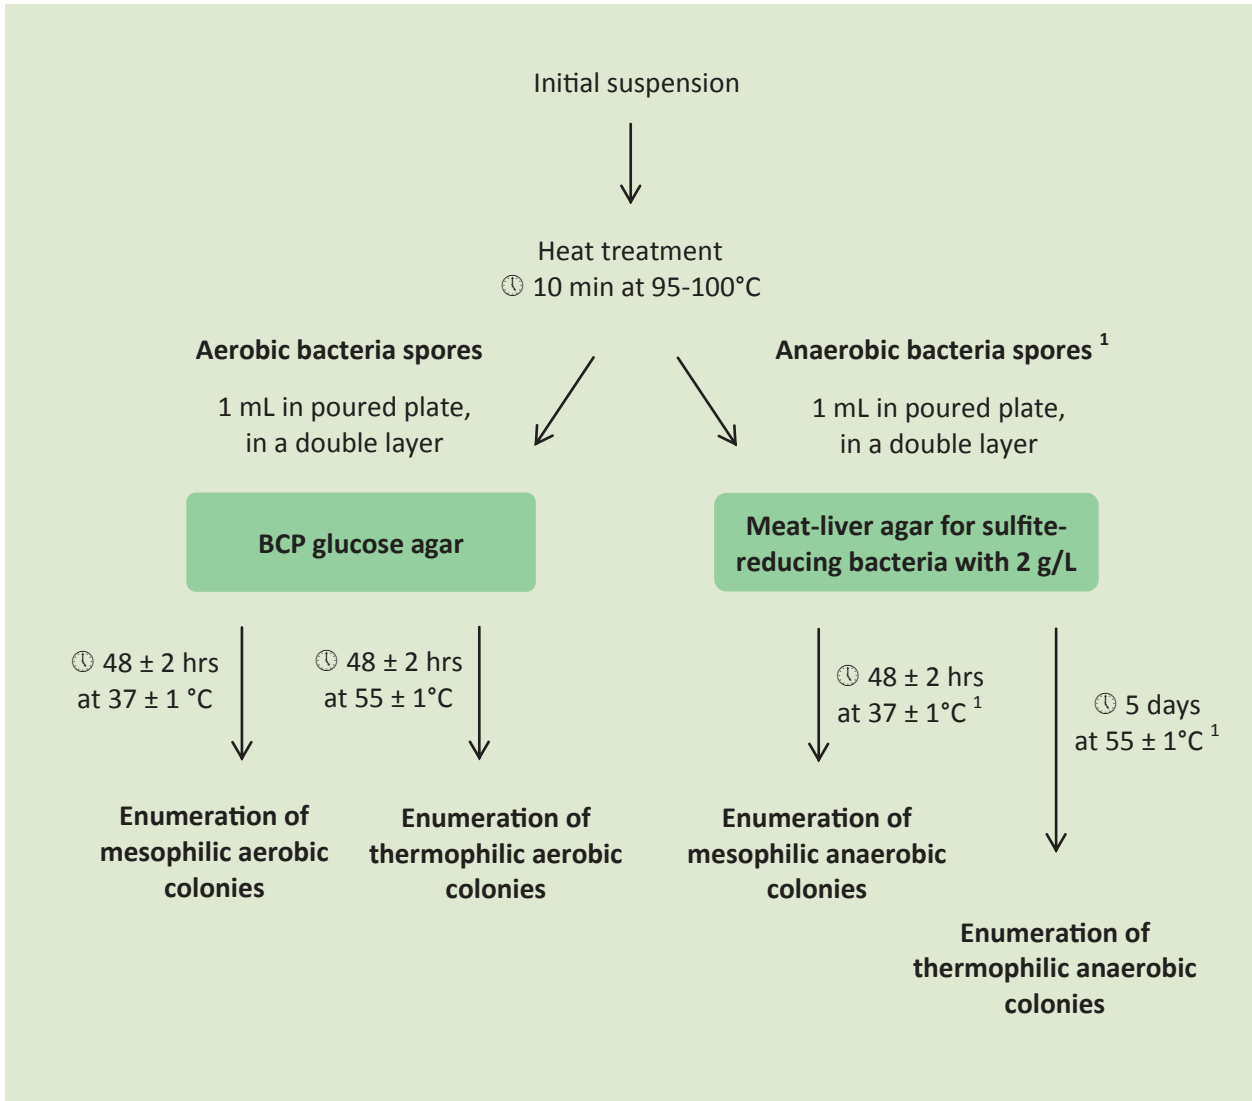 Initial suspension
Heat treatment
🕔 10 min at 95-100°C
Aerobic bacteria spores
1 mL in poured plate,
in a double layer
Anaerobic bacteria spores ¹
1 mL in poured plate,
in a double layer
BCP glucose agar
Meat-liver agar for sulfite-
reducing bacteria with 2 g/L
🕔 48 ± 2 hrs
at 37 ± 1 °C
🕔 48 ± 2 hrs
at 55 ± 1°C
🕔 48 ± 2 hrs
at 37 ± 1°C ¹
🕔 5 days
at 55 ± 1°C ¹
Enumeration of
mesophilic aerobic
colonies
Enumeration of
thermophilic aerobic
colonies
Enumeration of
mesophilic anaerobic
colonies
Enumeration of
thermophilic anaerobic
colonies